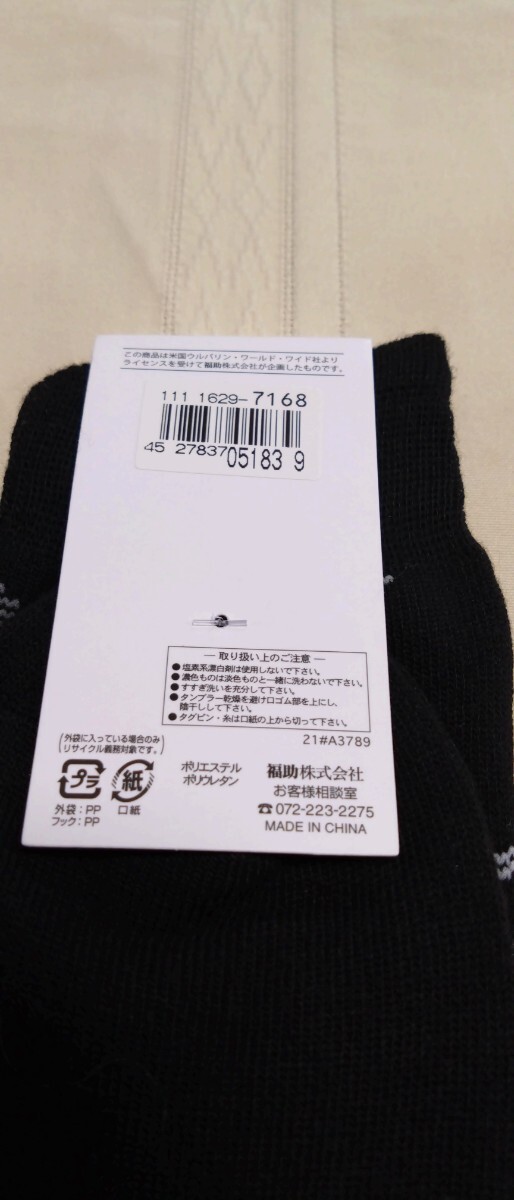 この商品は米国ウルバリン・ワールド・ワイド社より
ライセンスを受けて福助株式会社が企画したものです。
111 1629-7168
45 27837 05183 9
― 取り扱い上のご注意 ―
●塩素系漂白剤は使用しないで下さい。
●濃色ものは淡色ものと一緒に洗わないで下さい。
●すすぎ洗いを充分して下さい。
●タンブラー乾燥を避け口ゴム部を上にし、
陰干しして下さい。
●タグピン・糸は口紙の上から切って下さい。
21#A3789
(外袋に入っている場合のみ
リサイクル義務対象です。)
プラ
紙
外袋:PP
フック:PP
口紙
ポリエステル
ポリウレタン
福助株式会社
お客様相談室
☎072-223-2275
MADE IN CHINA